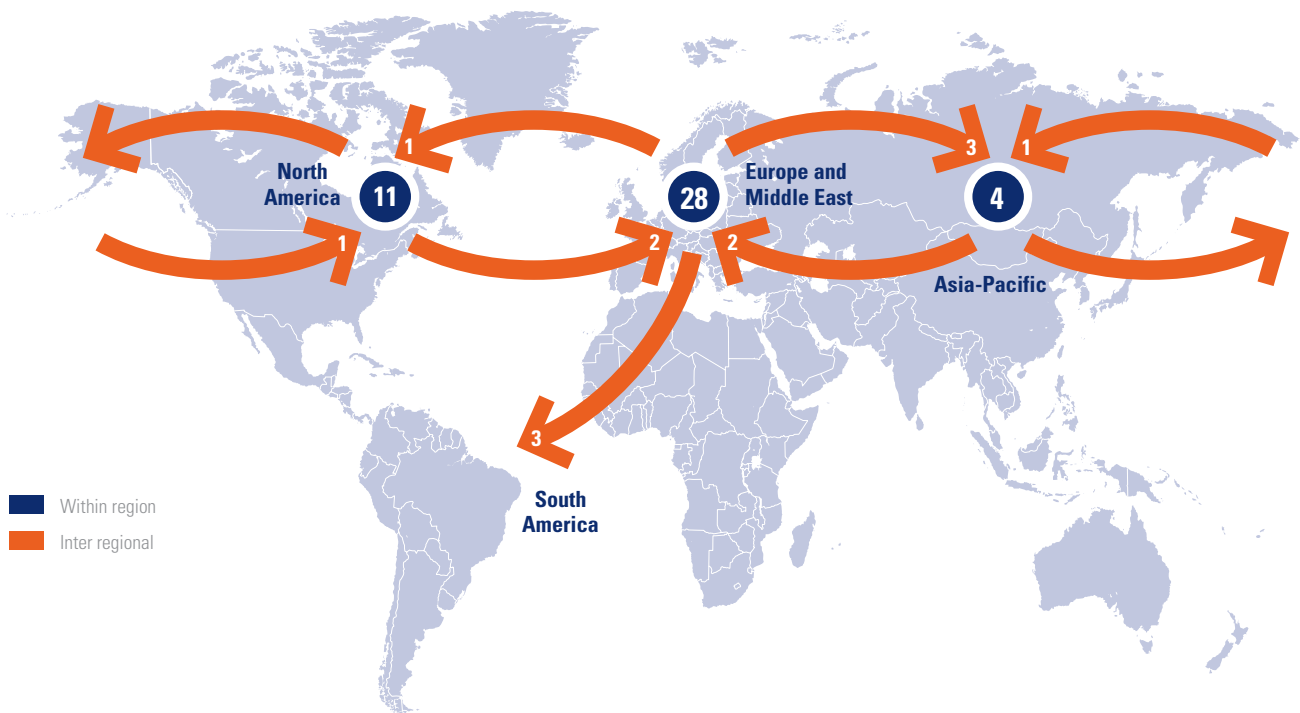 1
3
1
North
America
11
28
Europe and
Middle East
4
1
2
2
Asia-Pacific
3
South
America
Within region
Inter regional